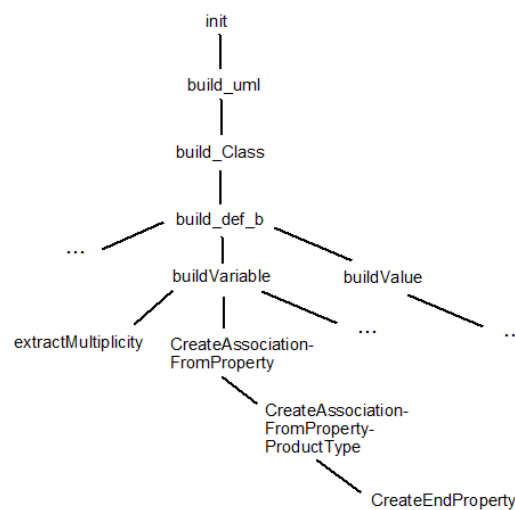 init
build_uml
build_Class
build_def_b
...
buildVariable
buildValue
...
..
extractMultiplicity
CreateAssociation-
FromProperty
CreateAssociation-
FromProperty-
ProductType
CreateEndProperty